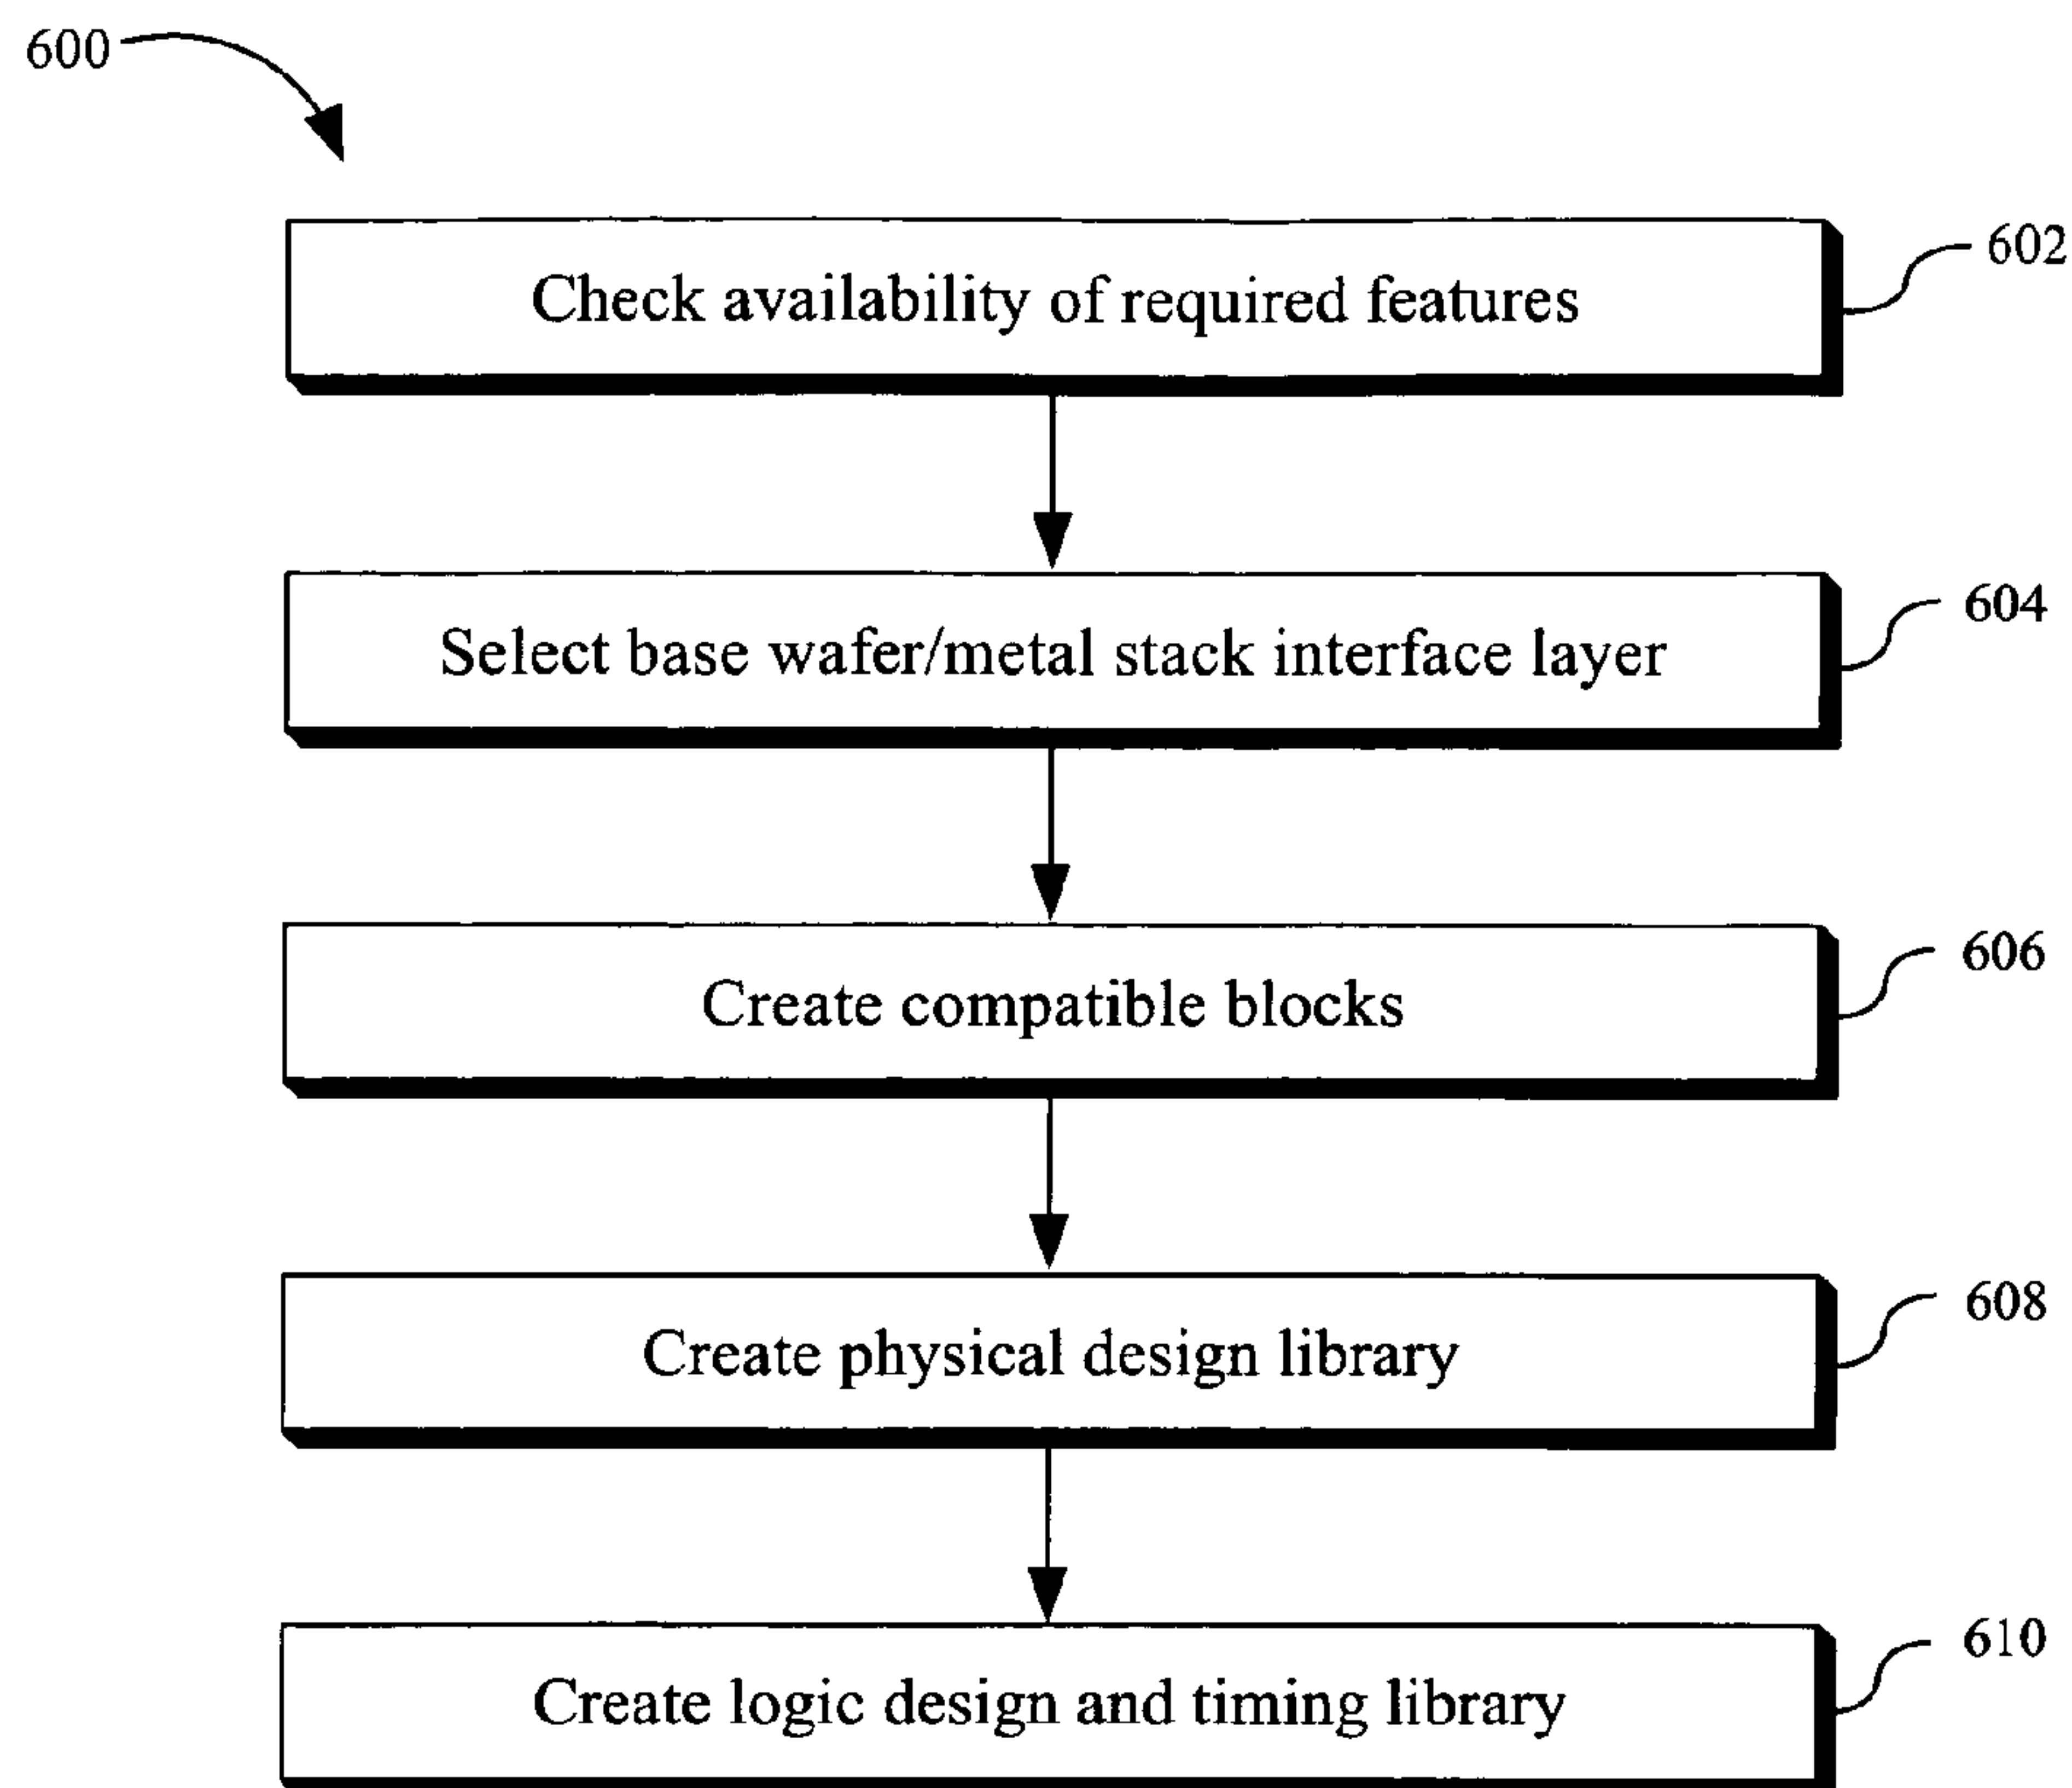 600
602
Check availability of required features
604
Select base wafer/metal stack interface layer
606
Create compatible blocks
608
Create physical design library
610
Create logic design and timing library